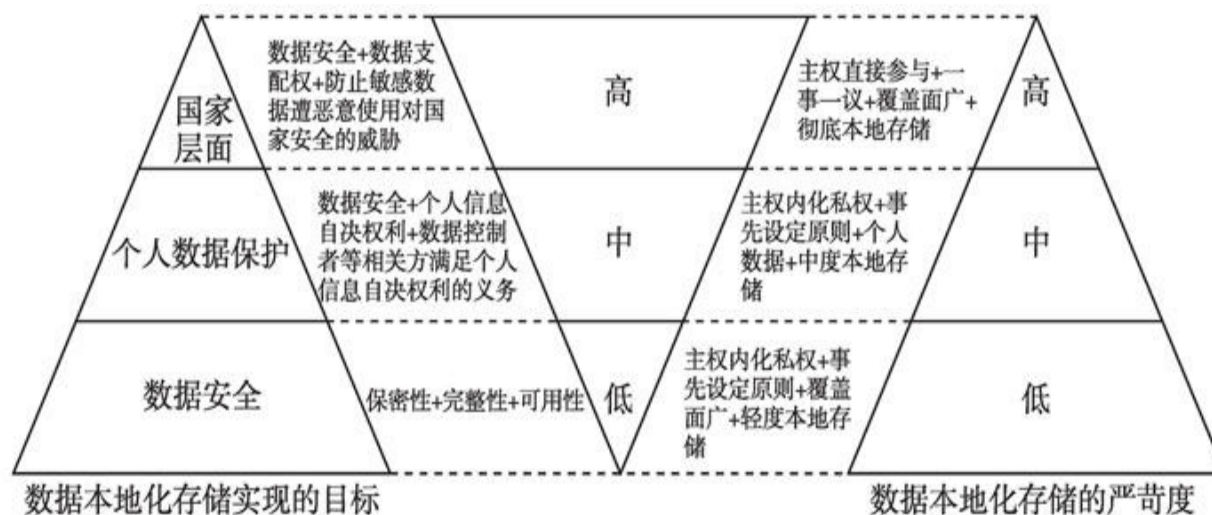 国家
层面
数据安全+数据支
配权+防止敏感数
据遭恶意使用对国
家安全的威胁
高
主权直接参与+一
事一议+覆盖面广+
彻底本地存储
高
个人数据保护
数据安全+个人信息
自决权利+数据控制
者等相关方满足个人
信息自决权利的义务
中
主权内化私权+事
先设定原则+个人
数据+中度本地存
储
中
数据安全
保密性+完整性+可用性
低
主权内化私权+事
先设定原则+覆盖
面广+轻度本地存
储
低
数据本地化存储实现的目标
数据本地化存储的严苛度